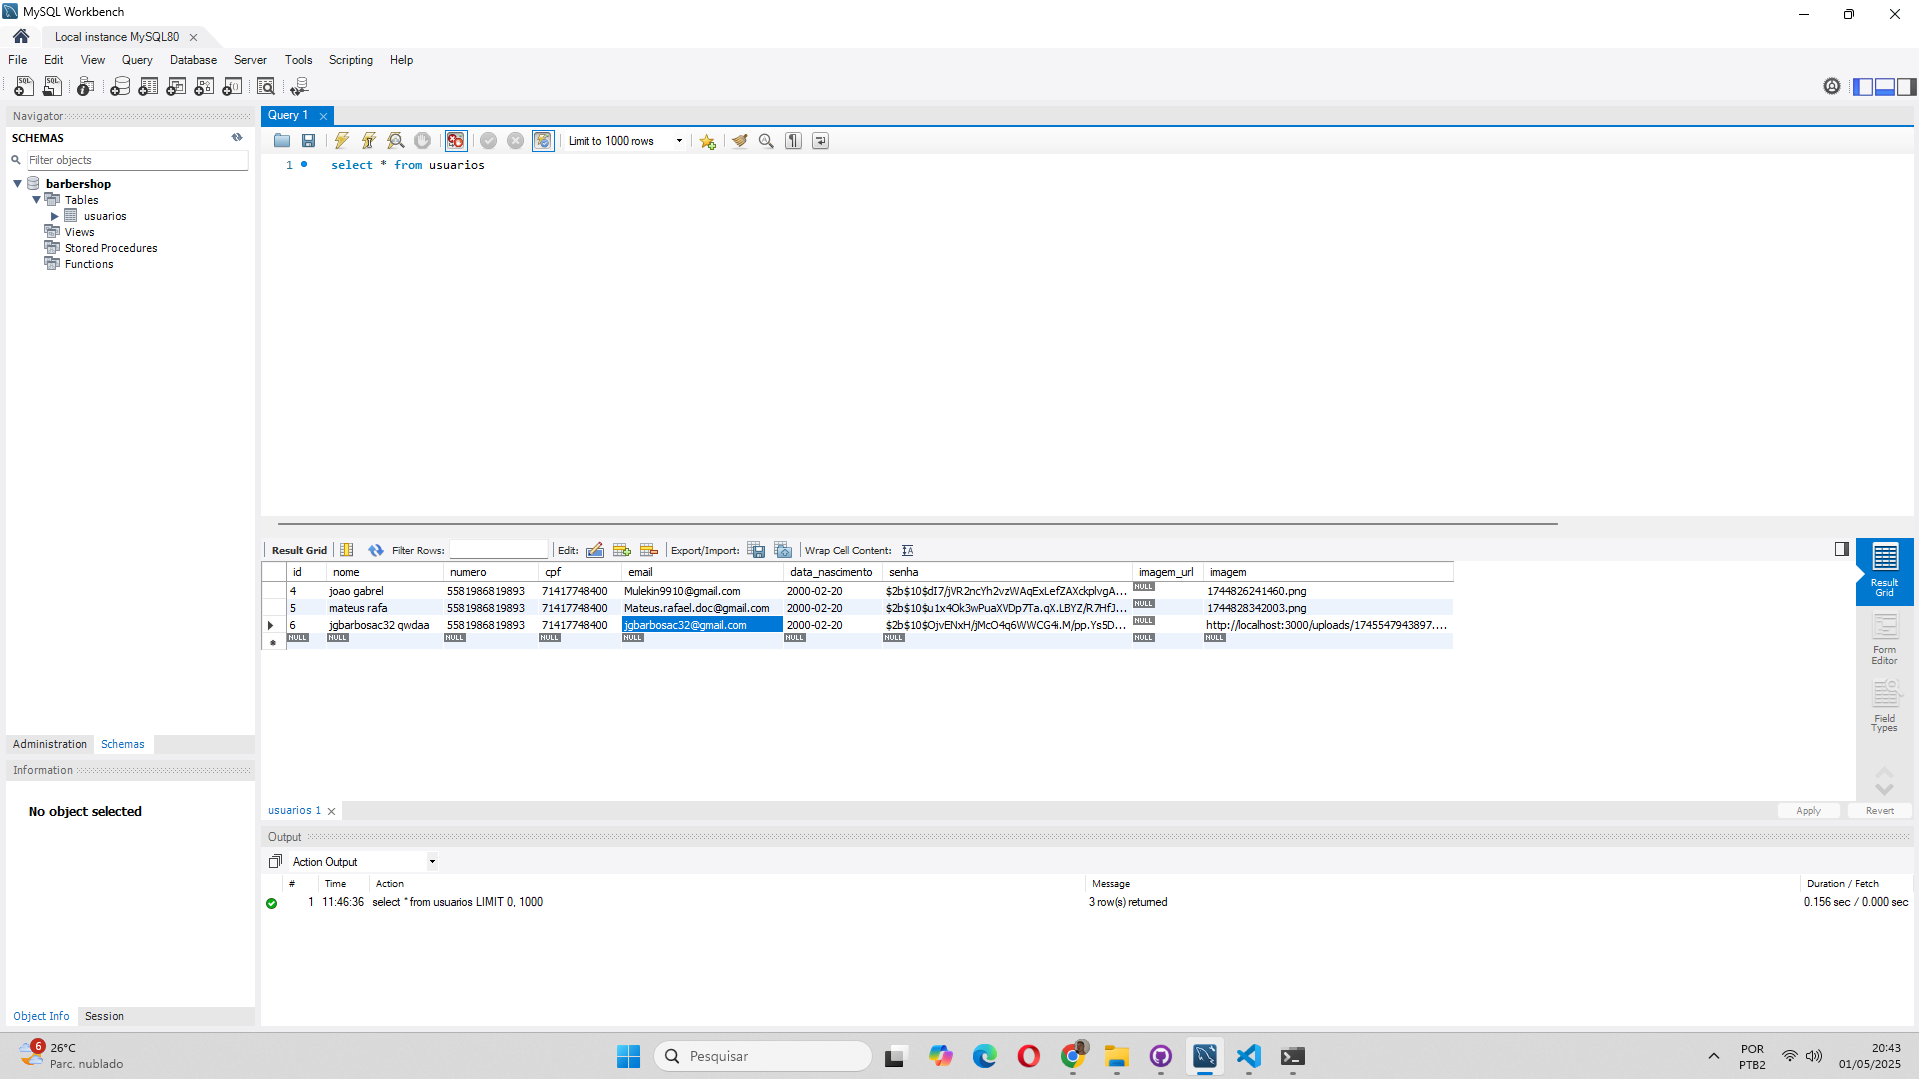 MySQL Workbench
Local instance MySQL80
File Edit View Query Database Server Tools Scripting Help
Navigator
SCHEMAS
Filter objects
barbershop
Tables
usuarios
Views
Stored Procedures
Functions
Administration Schemas
Information
No object selected
Object Info Session
Query 1
Limit to 1000 rows
1 select * from usuarios
Result Grid Filter Rows: Edit: Export/Import: Wrap Cell Content:
id nome numero cpf email data_nascimento senha imagem_url imagem
4 joao gabrel 5581986819893 71417748400 Mulekin9910@gmail.com 2000-02-20 $2b$10$dI7/jVR2ncYh2vzWAqExLefZAXckplvgA... NULL 1744826241460.png
5 mateus rafa 5581986819893 71417748400 Mateus.rafael.doc@gmail.com 2000-02-20 $2b$10$u1x4Ok3wPuaXVDp7Ta.qX.LBYZ/R7HfJ... NULL 1744828342003.png
6 jgbarbosac32 qwdaa 5581986819893 71417748400 jgbarbosac32@gmail.com 2000-02-20 $2b$10$OjvENxH/jMcO4q6WWCG4i.M/pp.Ys5D... NULL http://localhost:3000/uploads/1745547943897....
NULL NULL NULL NULL NULL NULL NULL NULL NULL
Result
Grid
Form
Editor
Field
Types
usuarios 1
Apply Revert
Output
Action Output
# Time Action Message Duration / Fetch
1 11:46:36 select * from usuarios LIMIT 0, 1000 3 row(s) returned 0.156 sec / 0.000 sec
6
26°C
Parc. nublado
Pesquisar
POR
PTB2
20:43
01/05/2025